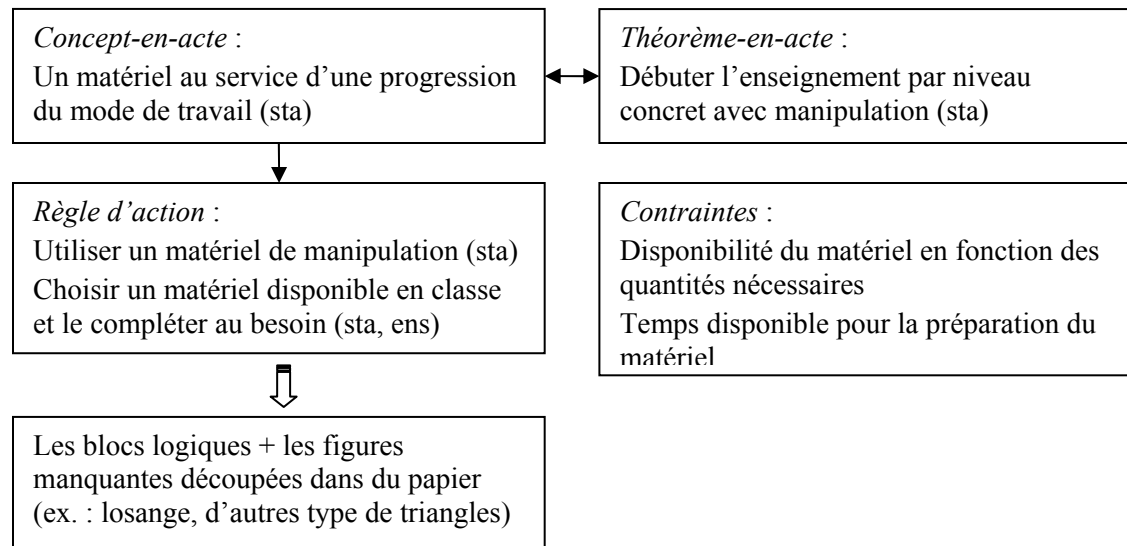 Concept-en-acte :
Un matériel au service d’une progression
du mode de travail (sta)
Théorème-en-acte :
Débuter l’enseignement par niveau
concret avec manipulation (sta)
Règle d’action :
Utiliser un matériel de manipulation (sta)
Choisir un matériel disponible en classe
et le compléter au besoin (sta, ens)
Contraintes :
Disponibilité du matériel en fonction des
quantités nécessaires
Temps disponible pour la préparation du
matériel
Les blocs logiques + les figures
manquantes découpées dans du papier
(ex. : losange, d’autres type de triangles)